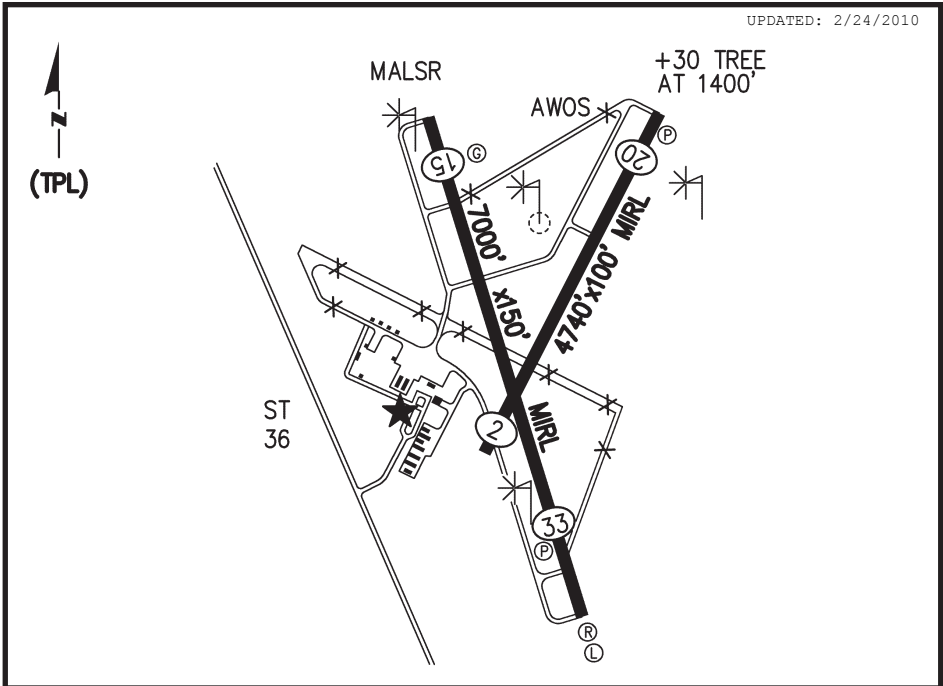 UPDATED: 2/24/2010
+30 TREE
AT 1400'
MALSR
AWOS
N
(TPL)
P
G
15
20
7000'
x150'
4740'x100' MIRL
ST
36
2
MIRL
33
P
R
L